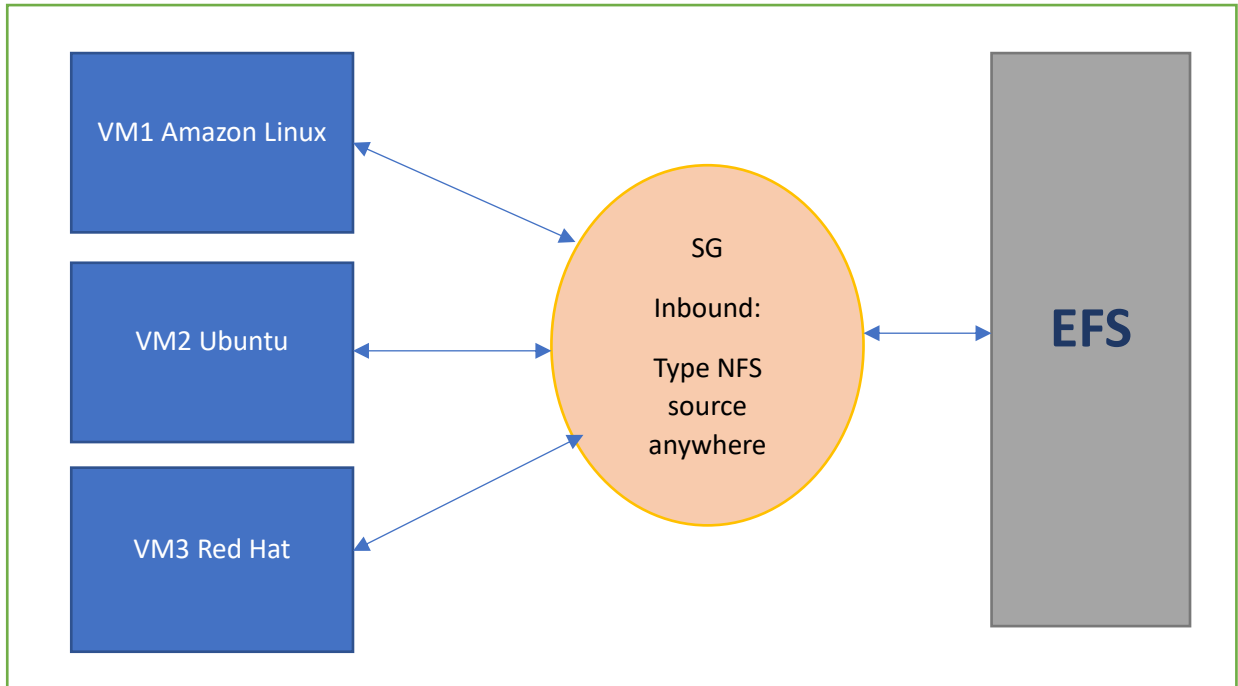 VM1 Amazon Linux
VM2 Ubuntu
VM3 Red Hat
SG
Inbound:
Type NFS
source
anywhere
EFS